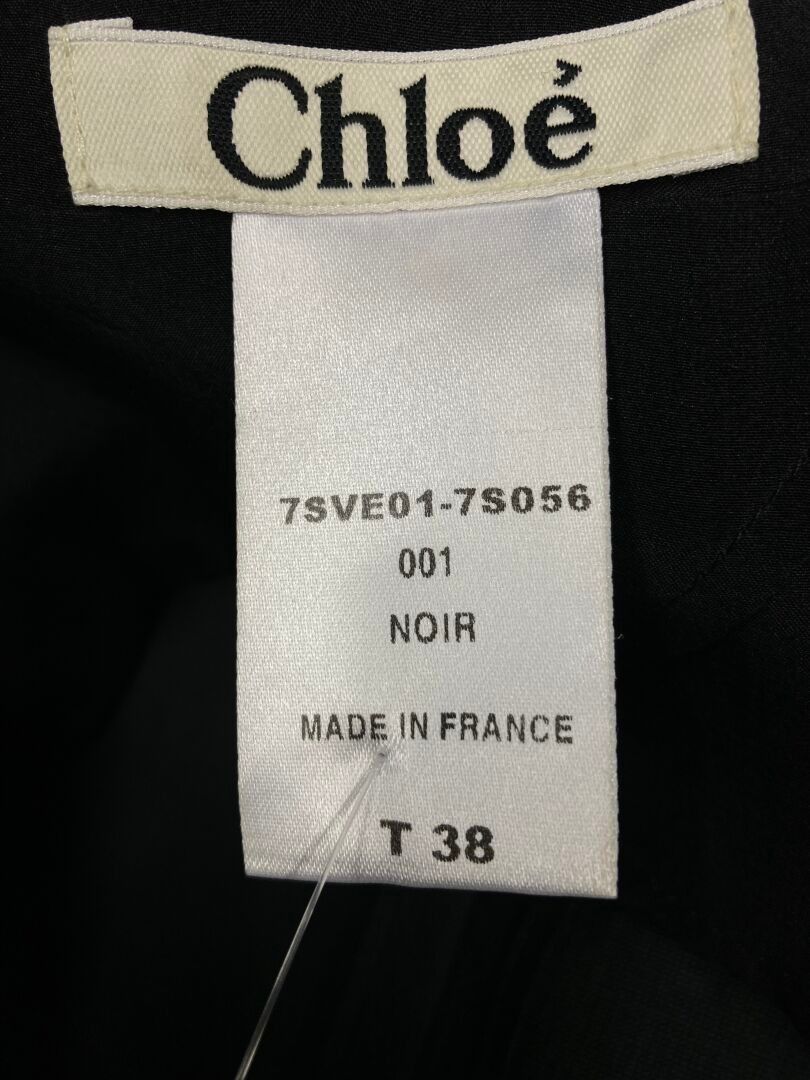 Chloé
7SVE01-7S056
001
NOIR
MADE IN FRANCE
T 38